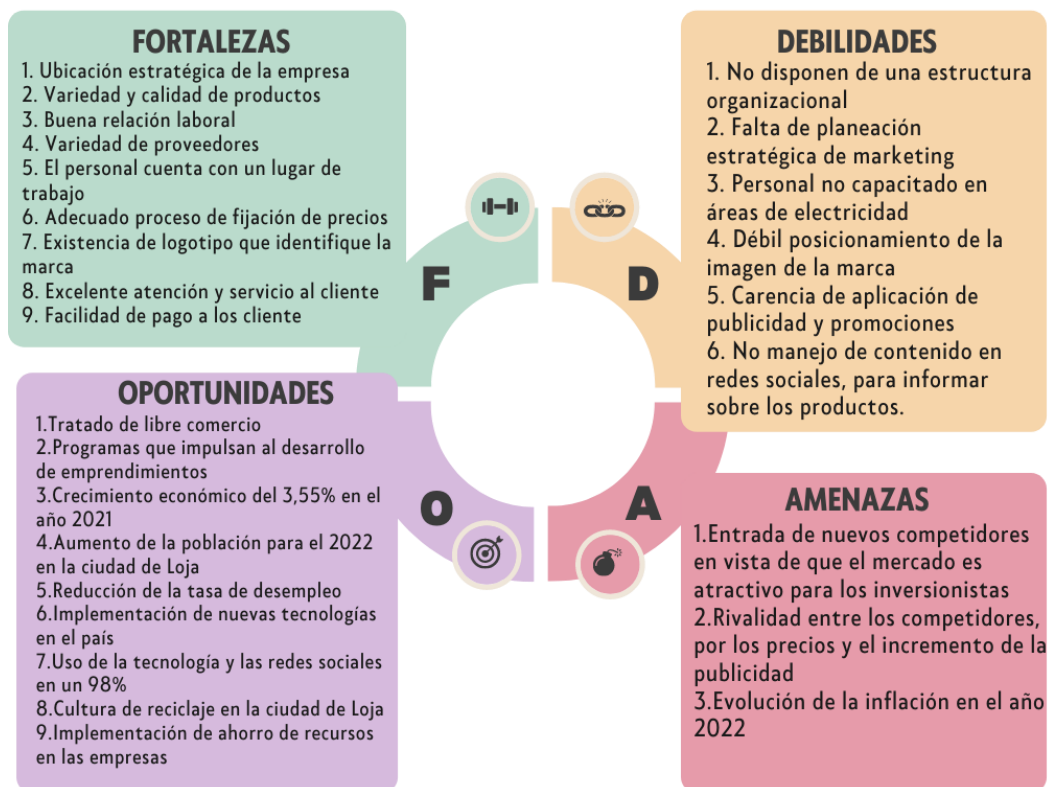 FORTALEZAS
1. Ubicación estratégica de la empresa
2. Variedad y calidad de productos
3. Buena relación laboral
4. Variedad de proveedores
5. El personal cuenta con un lugar de
trabajo
6. Adecuado proceso de fijación de precios
7. Existencia de logotipo que identifique la
marca
8. Excelente atención y servicio al cliente
9. Facilidad de pago a los cliente
DEBILIDADES
1. No disponen de una estructura
organizacional
2. Falta de planeación
estratégica de marketing
3. Personal no capacitado en
áreas de electricidad
4. Débil posicionamiento de la
imagen de la marca
5. Carencia de aplicación de
publicidad y promociones
6. No manejo de contenido en
redes sociales, para informar
sobre los productos.
F
D
O
A
OPORTUNIDADES
1.Tratado de libre comercio
2.Programas que impulsan al desarrollo
de emprendimientos
3.Crecimiento económico del 3,55% en el
año 2021
4.Aumento de la población para el 2022
en la ciudad de Loja
5.Reducción de la tasa de desempleo
6.Implementación de nuevas tecnologías
en el país
7.Uso de la tecnología y las redes sociales
en un 98%
8.Cultura de reciclaje en la ciudad de Loja
9.Implementación de ahorro de recursos
en las empresas
AMENAZAS
1.Entrada de nuevos competidores
en vista de que el mercado es
atractivo para los inversionistas
2.Rivalidad entre los competidores,
por los precios y el incremento de la
publicidad
3.Evolución de la inflación en el año
2022